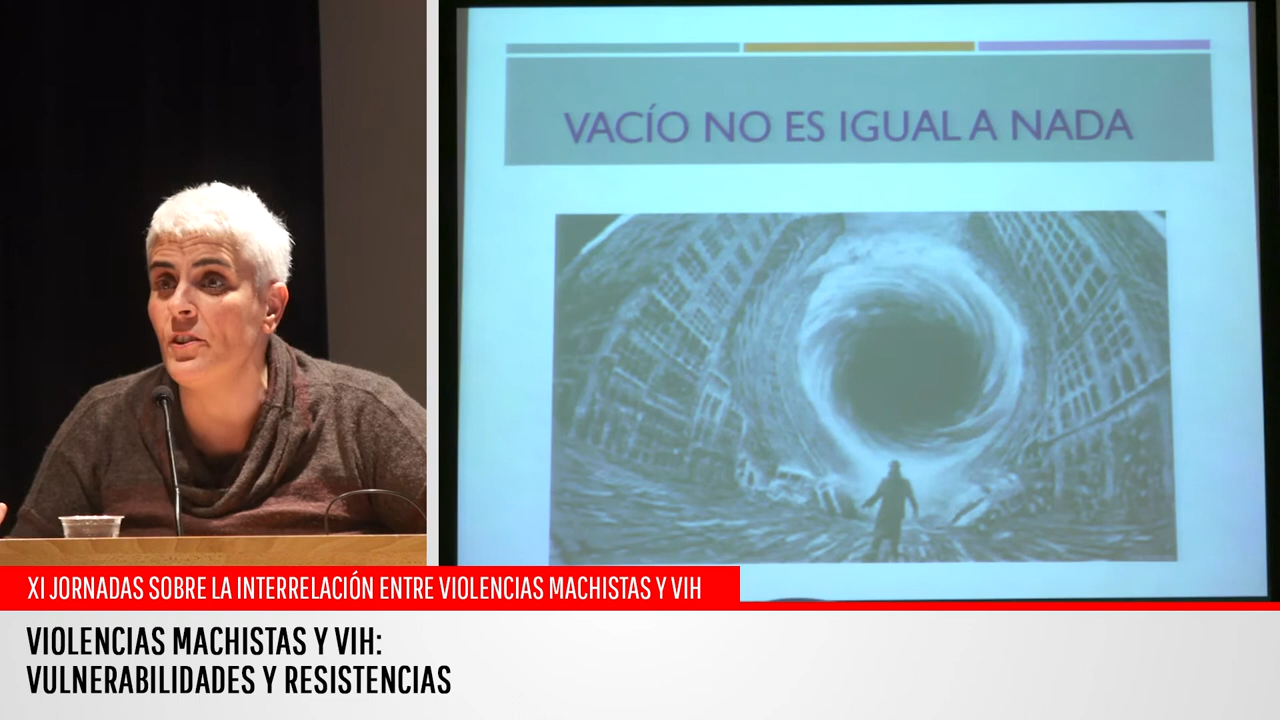 VACÍO NO ES IGUAL A NADA
XI JORNADAS SOBRE LA INTERRELACIÓN ENTRE VIOLENCIAS MACHISTAS Y VIH
VIOLENCIAS MACHISTAS Y VIH:
VULNERABILIDADES Y RESISTENCIAS